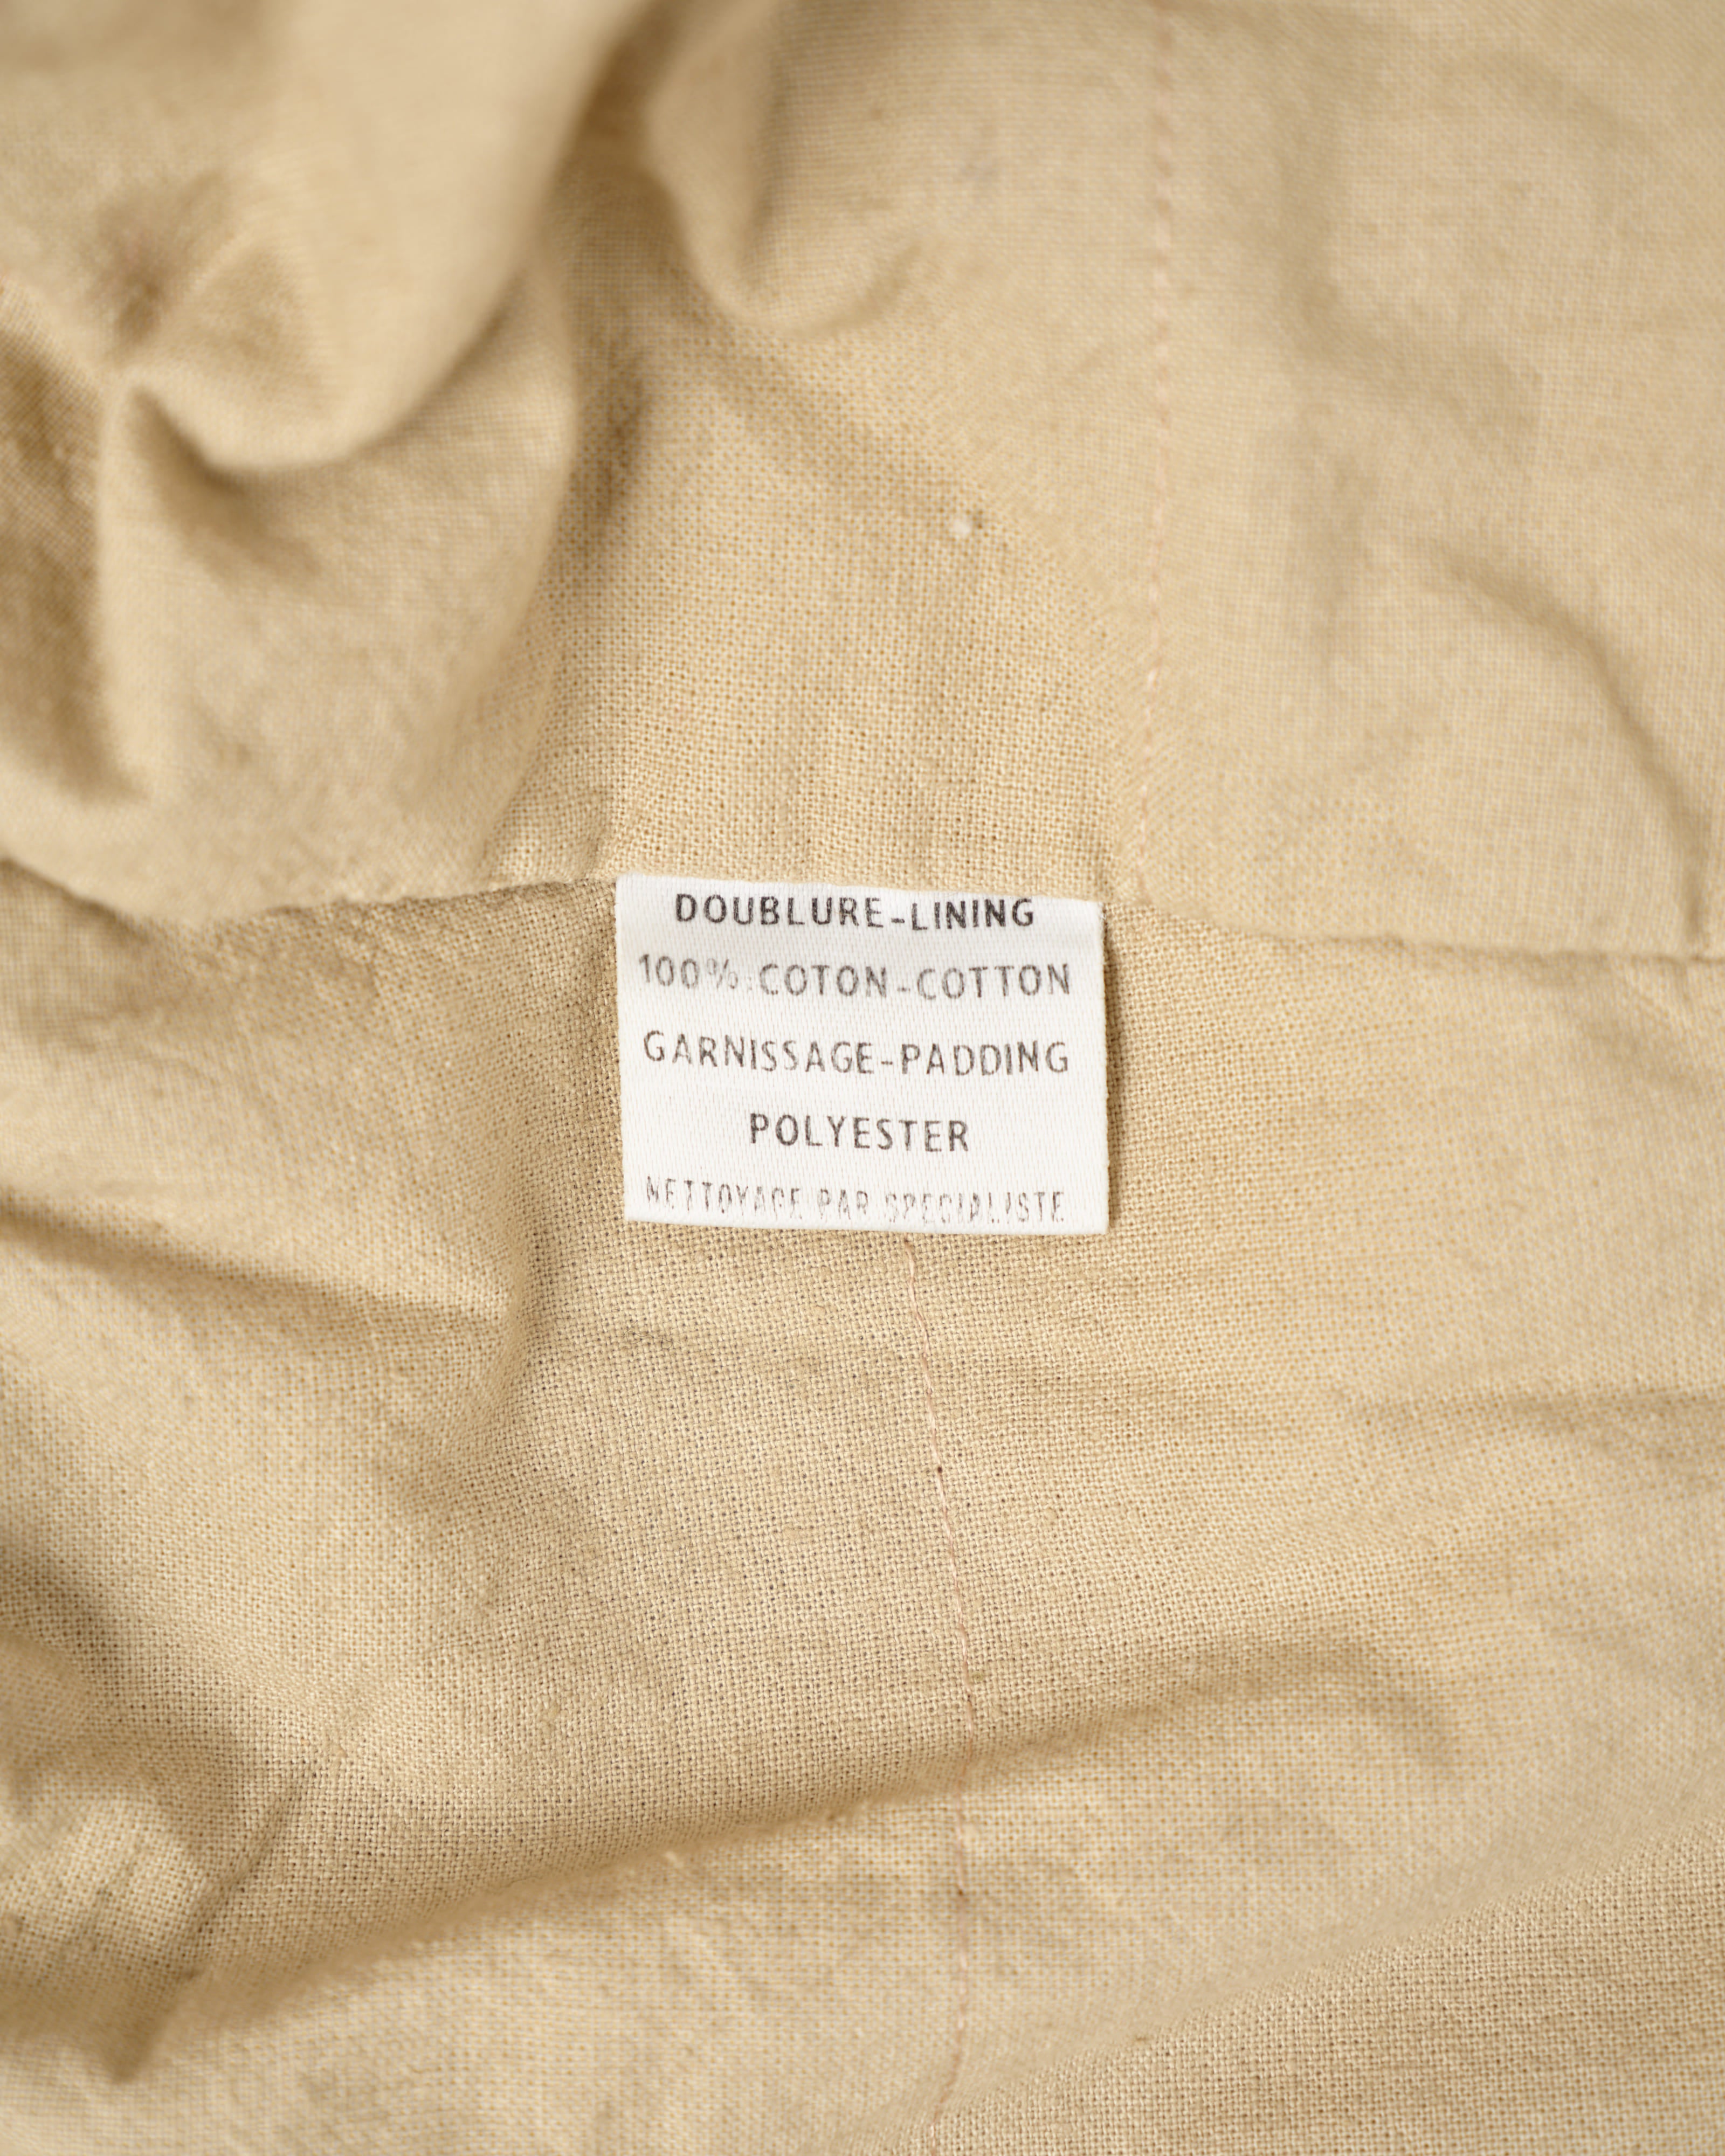 DOUBLURE-LINING
100% COTON-COTTON
GARNISSAGE-PADDING
POLYESTER
NETTOYAGE PAR SPECIALISTE